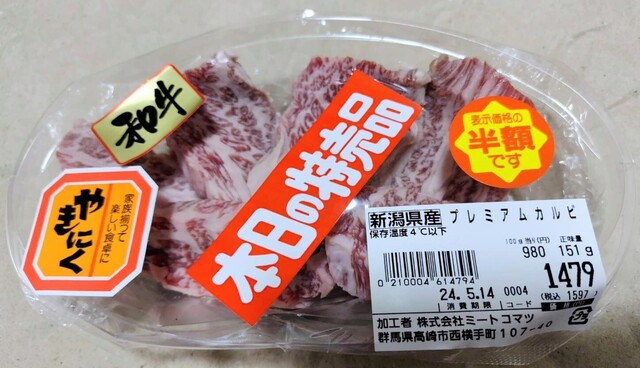 和牛
家族揃って
楽しい食卓に
やきにく
本日の特売品
表示価格の
半額
です
新潟県産 プレミアムカルビ
保存温度4℃以下
100g当り(円) 正味量
980 151g
0210004614794
1479
24.5.14 0004
(税込 1597
消費期限 コード
加工者 株式会社ミートコマツ
群馬県高崎市西横手町107-40